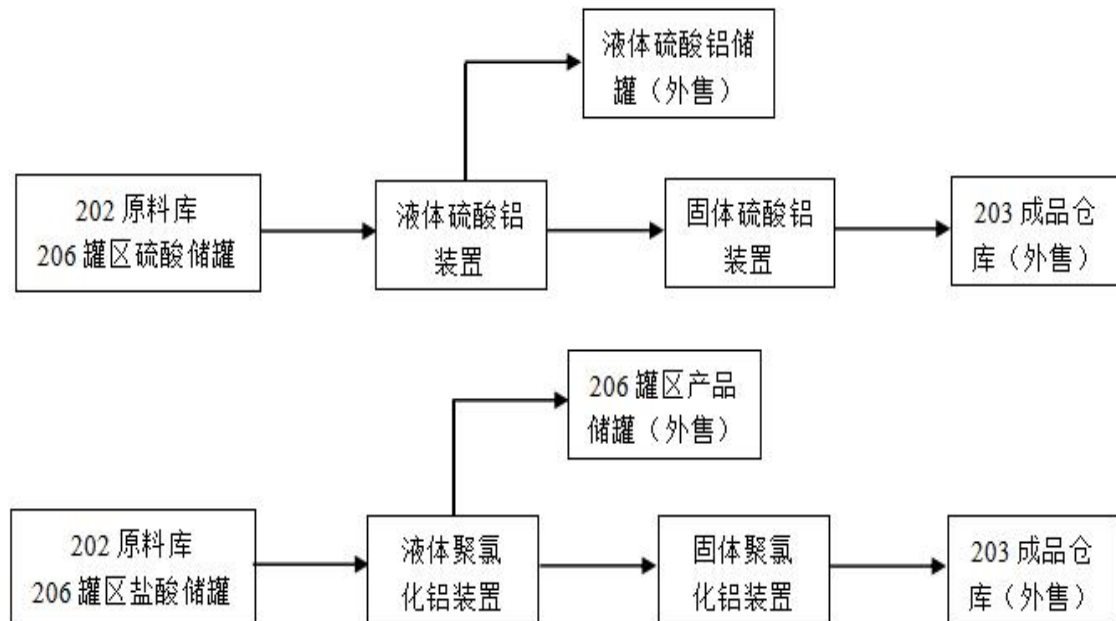 液体硫酸铝储
罐（外售）
202 原料库
206 罐区硫酸储罐
液体硫酸铝
装置
固体硫酸铝
装置
203 成品仓
库（外售）
206 罐区产品
储罐（外售）
202 原料库
206 罐区盐酸储罐
液体聚氯
化铝装置
固体聚氯
化铝装置
203 成品仓
库（外售）